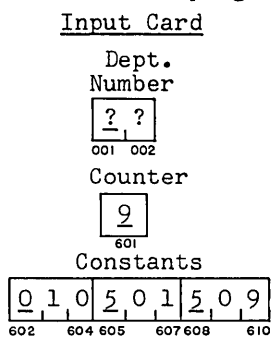 Input Card
Dept.
Number
? ?
001 002
Counter
9
601
Constants
0 1 0 5 0 1 5 0 9
602 604 605 607 608 610